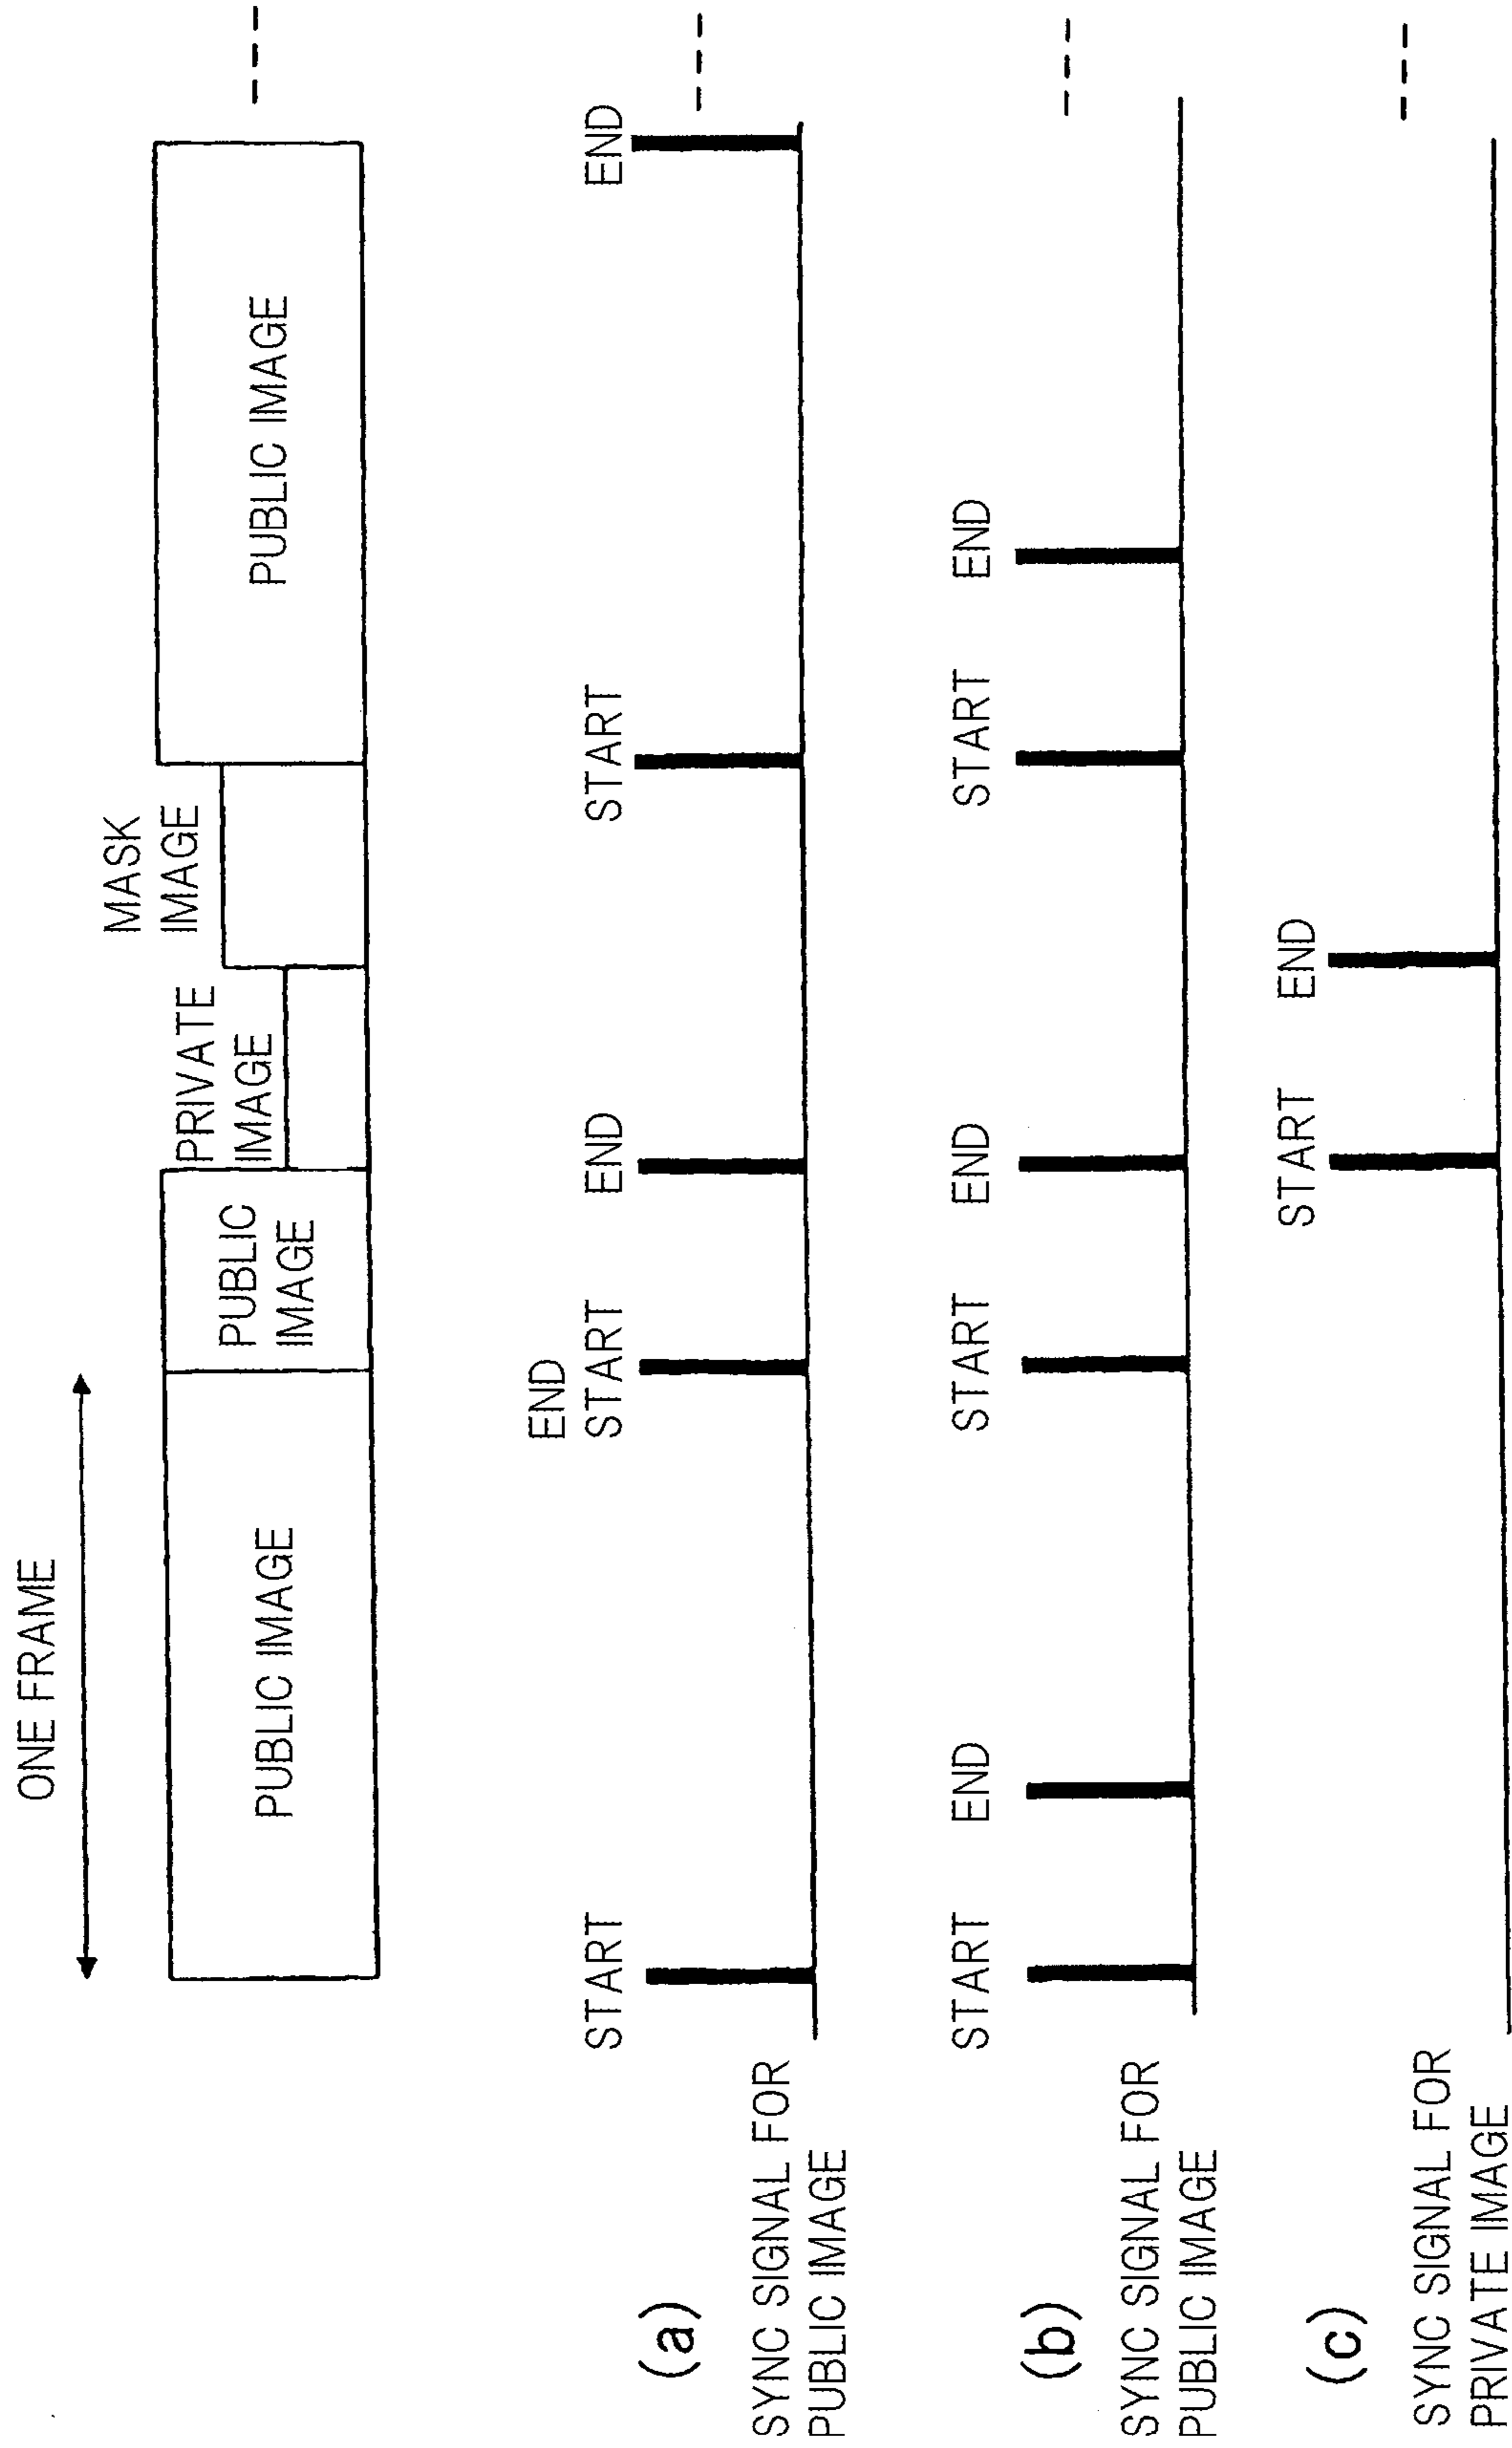 ONE FRAME
PUBLIC IMAGE
PUBLIC
IMAGE
PRIVATE
IMAGE
MASK
IMAGE
PUBLIC IMAGE
(a)
SYNC SIGNAL FOR
PUBLIC IMAGE
START
END
START
END
START
END
(b)
SYNC SIGNAL FOR
PUBLIC IMAGE
START
END
START
END
START
END
(c)
SYNC SIGNAL FOR
PRIVATE IMAGE
START
END